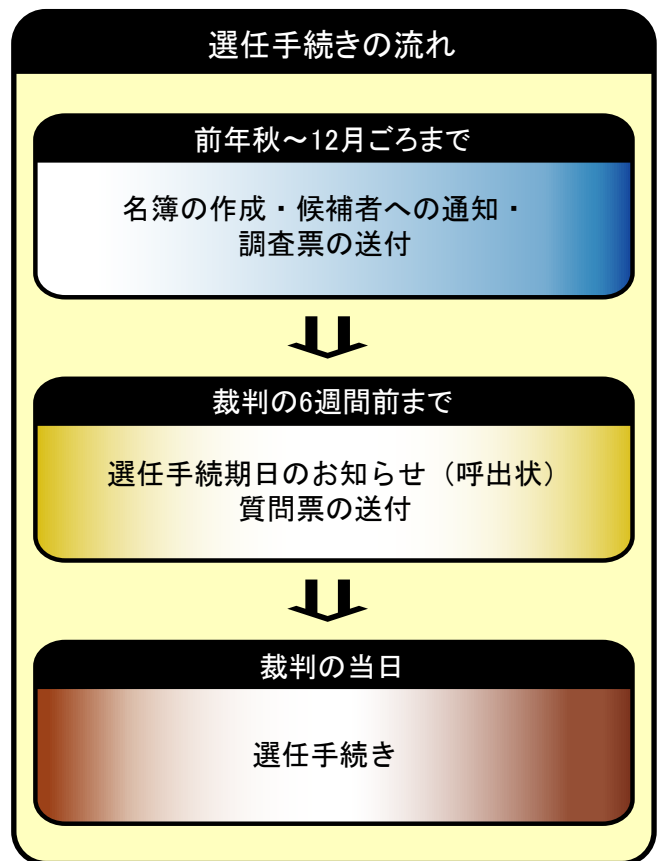 選任手続きの流れ
前年秋～12月ごろまで
名簿の作成・候補者への通知・
調査票の送付
裁判の6週間前まで
選任手続期日のお知らせ（呼出状）
質問票の送付
裁判の当日
選任手続き